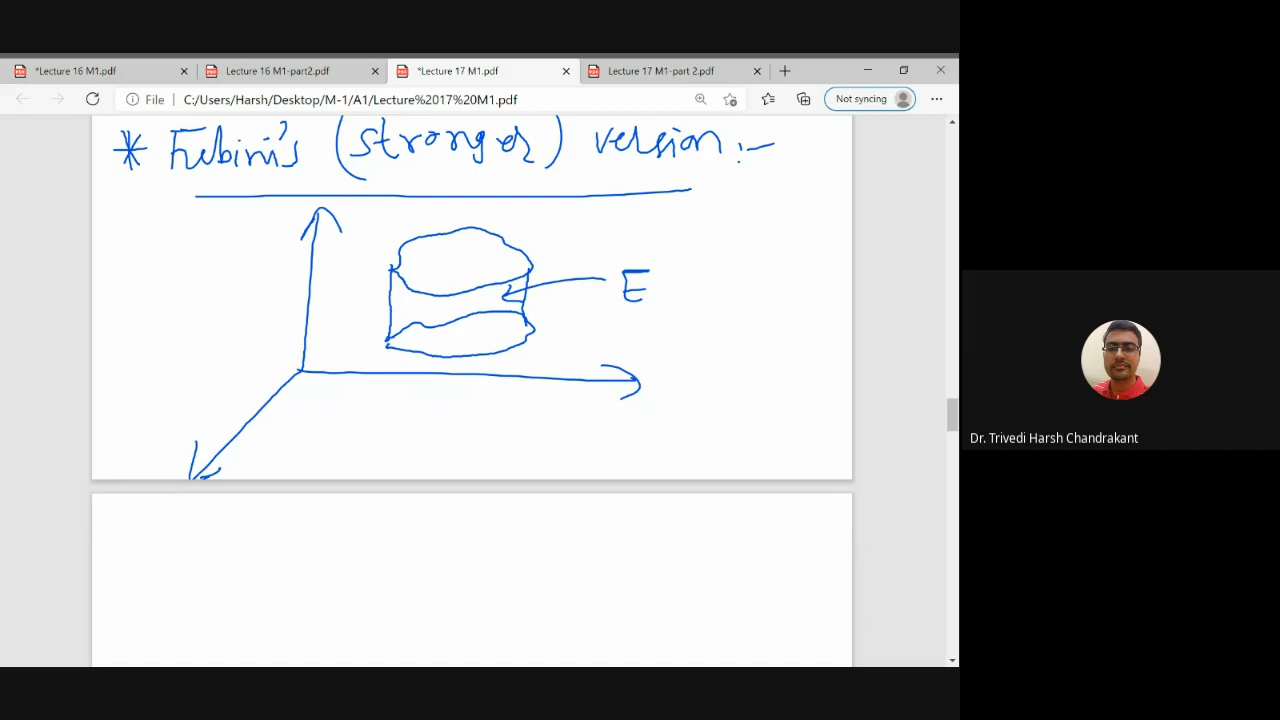 *Lecture 16 M1.pdf
Lecture 16 M1-part2.pdf
*Lecture 17 M1.pdf
Lecture 17 M1-part 2.pdf
File | C:/Users/Harsh/Desktop/M-1/A1/Lecture%2017%20M1.pdf
Not syncing
* Fubini's (stronger) version :-
E
Dr. Trivedi Harsh Chandrakant